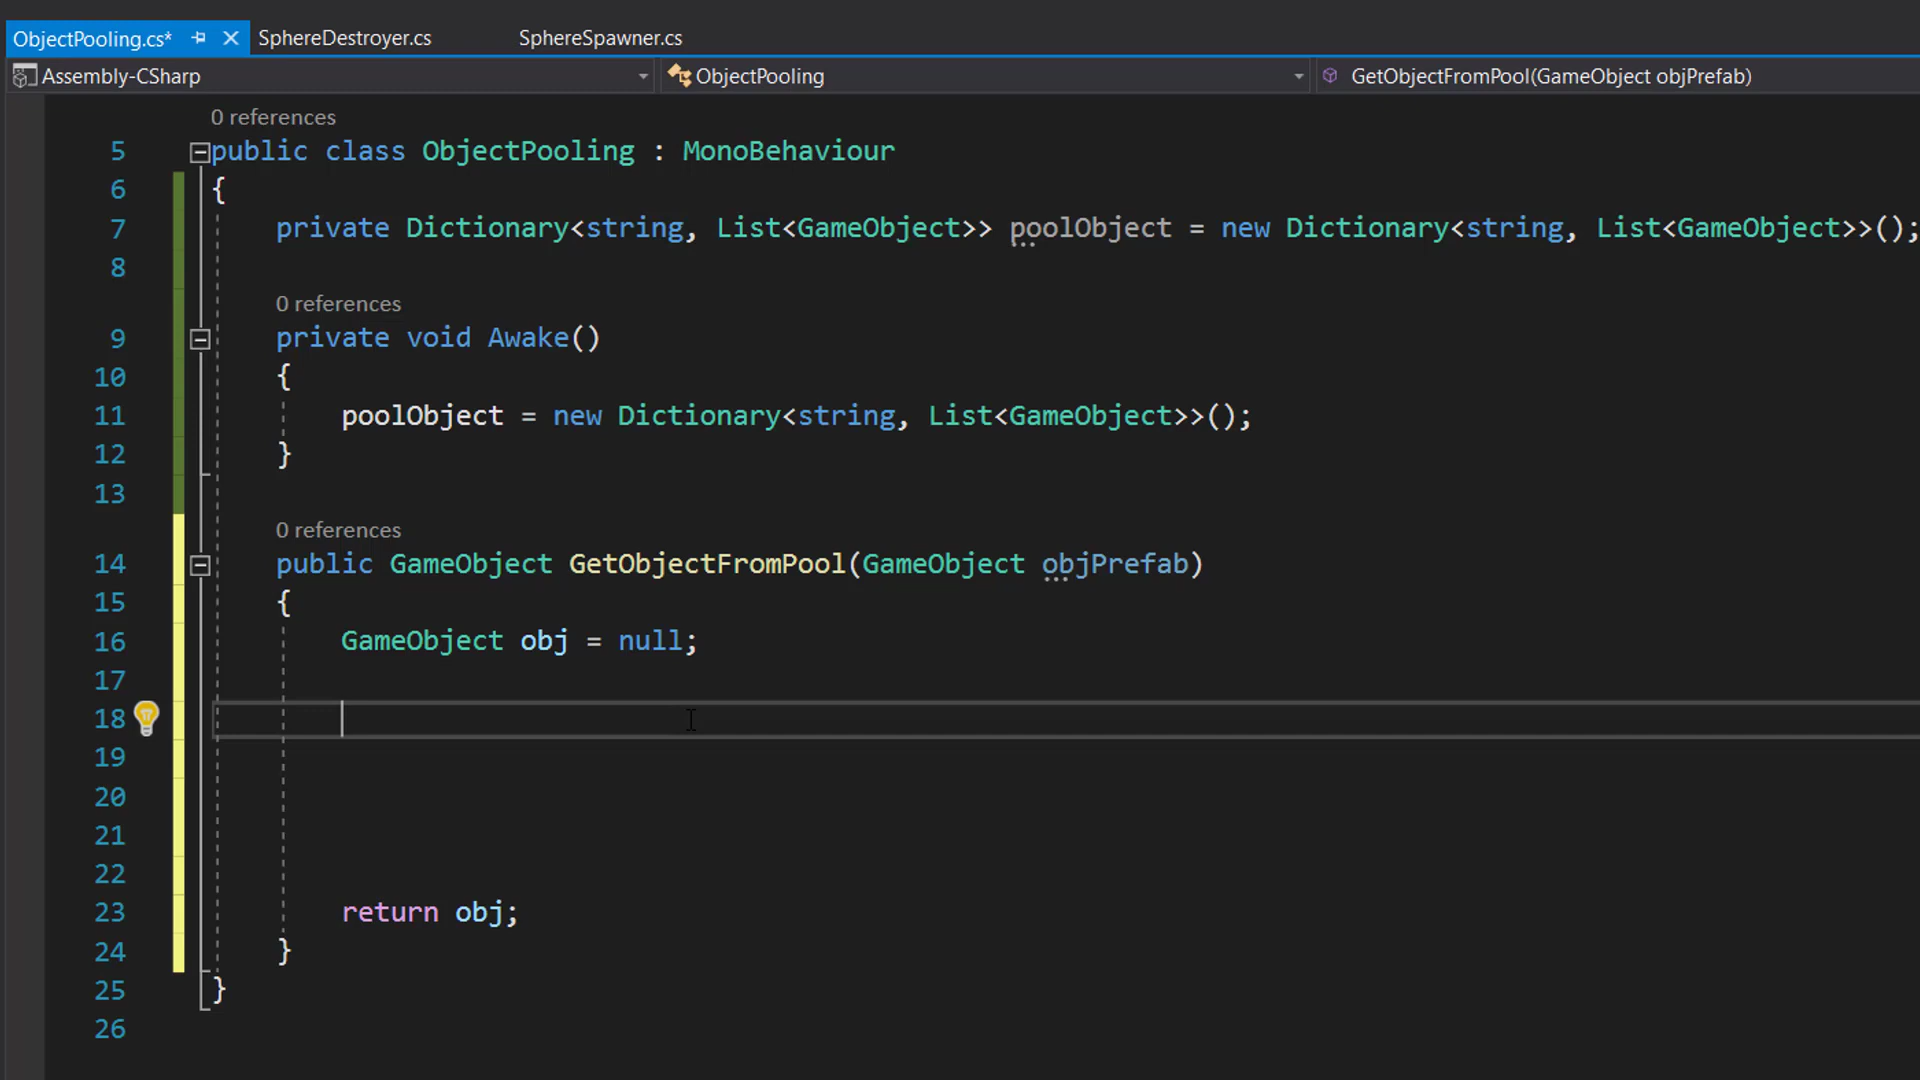 ObjectPooling.cs* SphereDestroyer.cs SphereSpawner.cs
Assembly-CSharp ObjectPooling GetObjectFromPool(GameObject objPrefab)
0 references
5 public class ObjectPooling : MonoBehaviour
6 {
7 private Dictionary<string, List<GameObject>> poolObject = new Dictionary<string, List<GameObject>>();
8
0 references
9 private void Awake()
10 {
11 poolObject = new Dictionary<string, List<GameObject>>();
12 }
13
0 references
14 public GameObject GetObjectFromPool(GameObject objPrefab)
15 {
16 GameObject obj = null;
17
18
19
20
21
22
23 return obj;
24 }
25 }
26